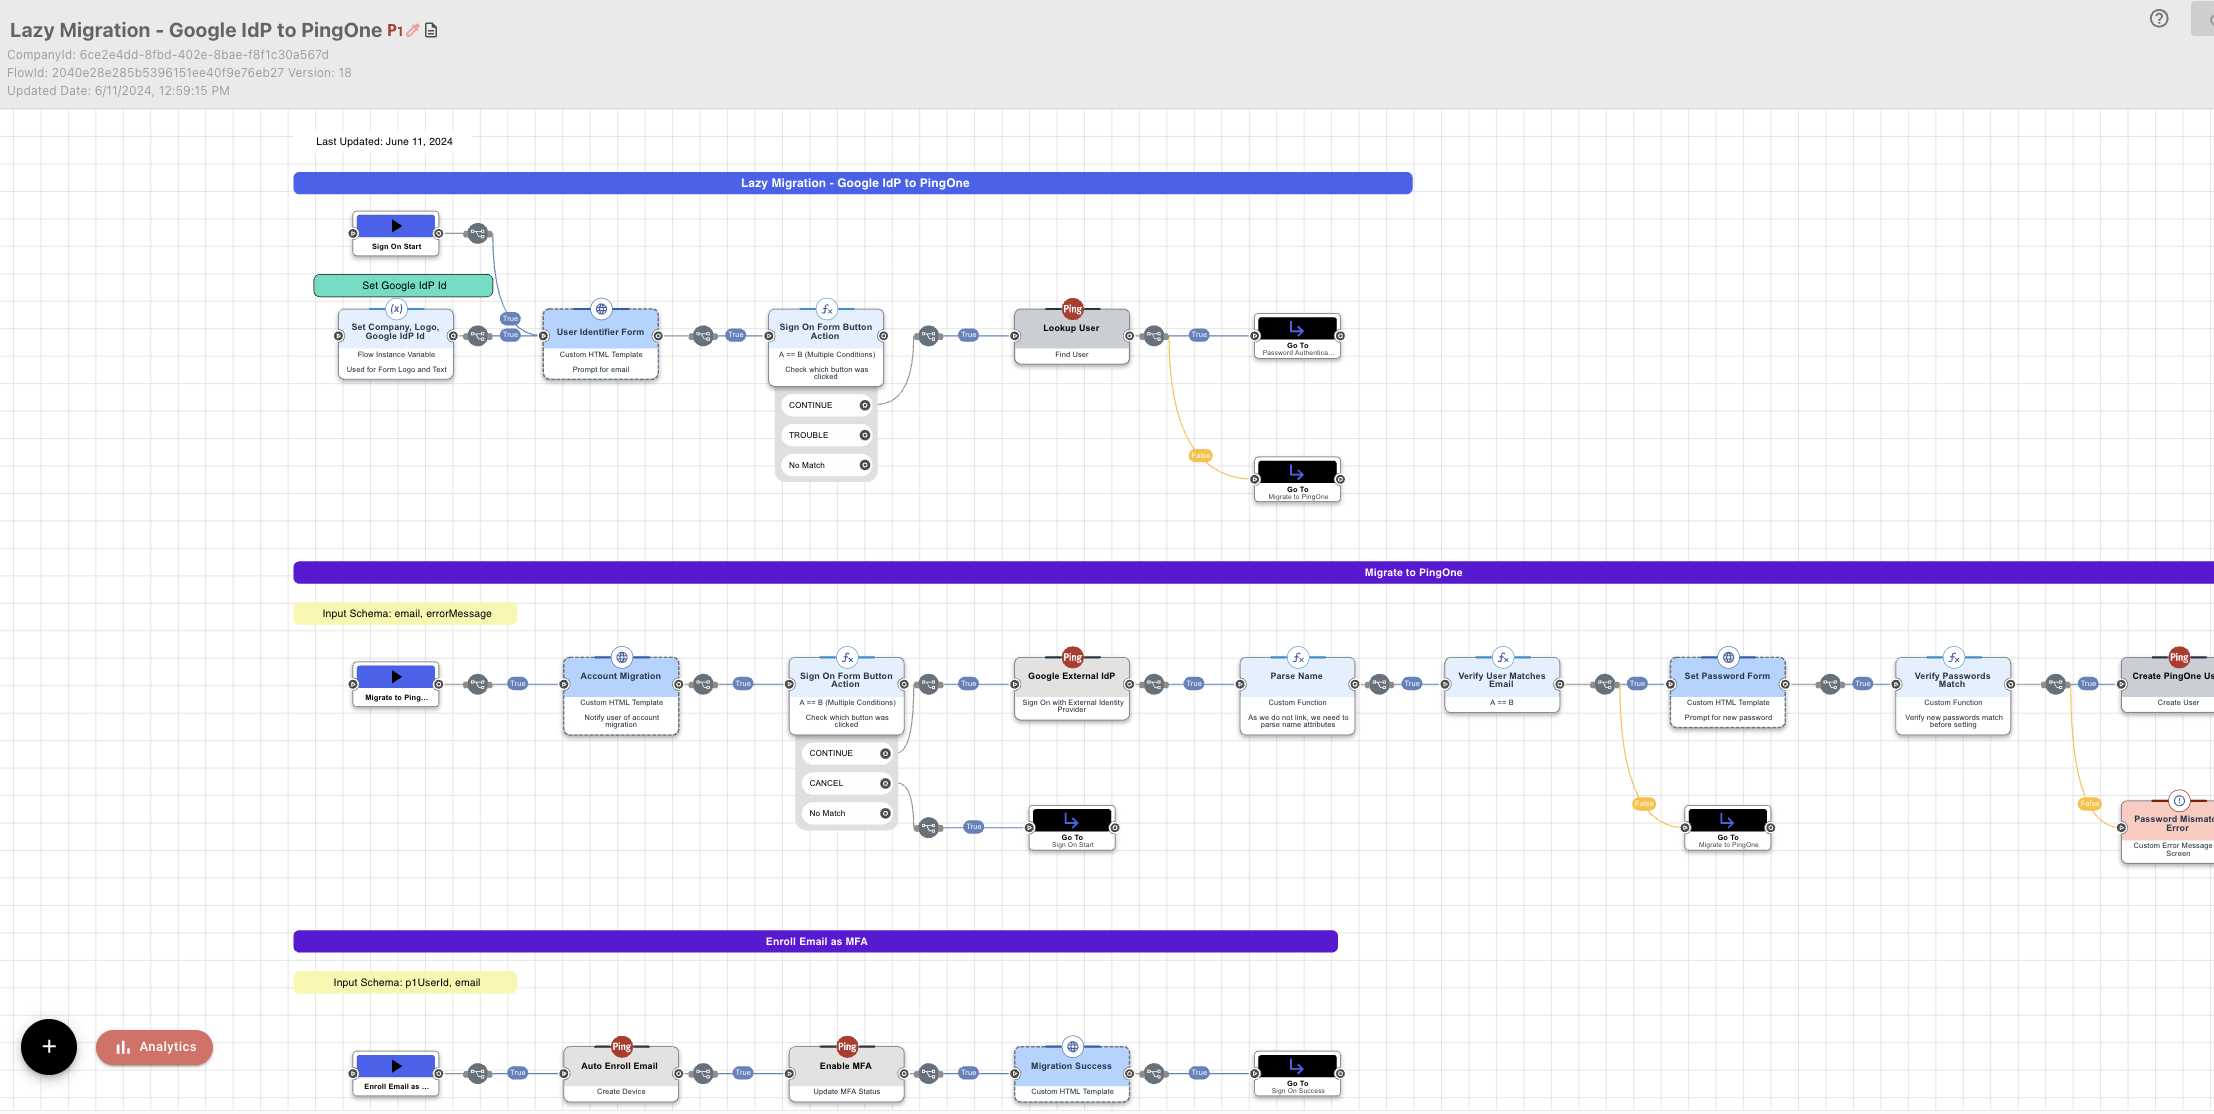 Lazy Migration - Google IdP to PingOne P1
CompanyId: 6ce2e4dd-8fbd-402e-8bae-f8f1c30a567d
FlowId: 2040e28e285b5396151ee40f9e76eb27 Version: 18
Updated Date: 6/11/2024, 12:59:15 PM
Last Updated: June 11, 2024
Lazy Migration - Google IdP to PingOne
Sign On Start
Set Google IdP Id
Set Company, Logo,
Google IdP Id
Flow Instance Variable
Used for Form Logo and Text
True
True
User Identifier Form
Custom HTML Template
Prompt for email
True
Sign On Form Button
Action
A == B (Multiple Conditions)
Check which button was
clicked
CONTINUE
TROUBLE
No Match
True
Ping
Lookup User
Find User
True
False
Go To
Password Authentica...
Go To
Migrate to PingOne
Migrate to PingOne
Input Schema: email, errorMessage
Migrate to Ping...
True
Account Migration
Custom HTML Template
Notify user of account
migration
True
Sign On Form Button
Action
A == B (Multiple Conditions)
Check which button was
clicked
CONTINUE
CANCEL
No Match
True
True
Ping
Google External IdP
Sign On with External Identity
Provider
Go To
Sign On Start
True
Parse Name
Custom Function
As we do not link, we need to
parse name attributes
True
Verify User Matches
Email
A == B
True
False
Set Password Form
Custom HTML Template
Prompt for new password
Go To
Migrate to PingOne
True
Verify Passwords
Match
Custom Function
Verify new passwords match
before setting
True
False
Ping
Create PingOne Us
Create User
Password Mismatc
Error
Custom Error Message
Screen
Enroll Email as MFA
Input Schema: p1UserId, email
Enroll Email as ...
True
Ping
Auto Enroll Email
Create Device
True
Ping
Enable MFA
Update MFA Status
True
Migration Success
Custom HTML Template
True
Go To
Sign On Success
+
Analytics